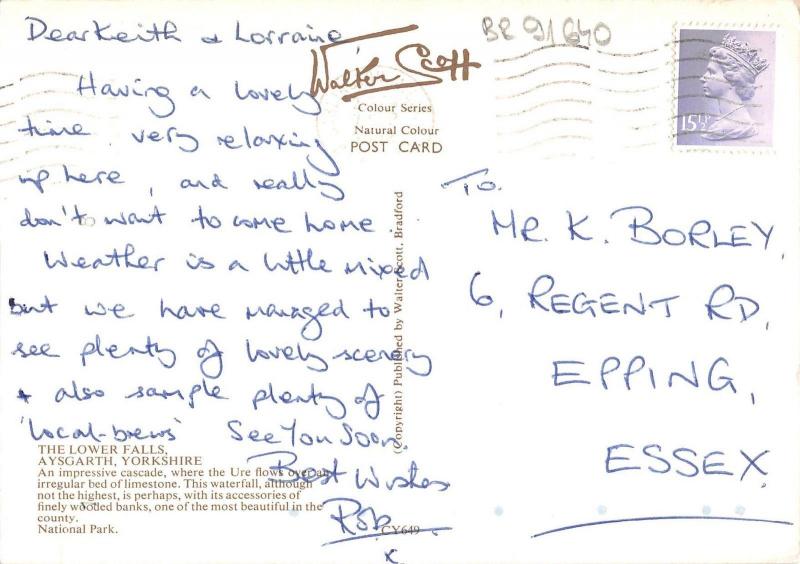 Dear Keith & Lorraine
Having a lovely
time very relaxing
up here, and really
don't want to come home.
Weather is a little mixed
but we have managed to
see plenty of lovely scenery
+ also sample plenty of
'local-brews' See You Soon.
Best Wishes
Rob
x
Walter Scott
Colour Series
Natural Colour
POST CARD
(Copyright) Published by Walter Scott, Bradford
BR 91640
15½P
To.
MR. K. BORLEY,
6, REGENT RD,
EPPING,
ESSEX
THE LOWER FALLS,
AYSGARTH, YORKSHIRE
An impressive cascade, where the Ure flows over an
irregular bed of limestone. This waterfall, although
not the highest, is perhaps, with its accessories of
finely wooded banks, one of the most beautiful in the
county.
National Park.
CY649